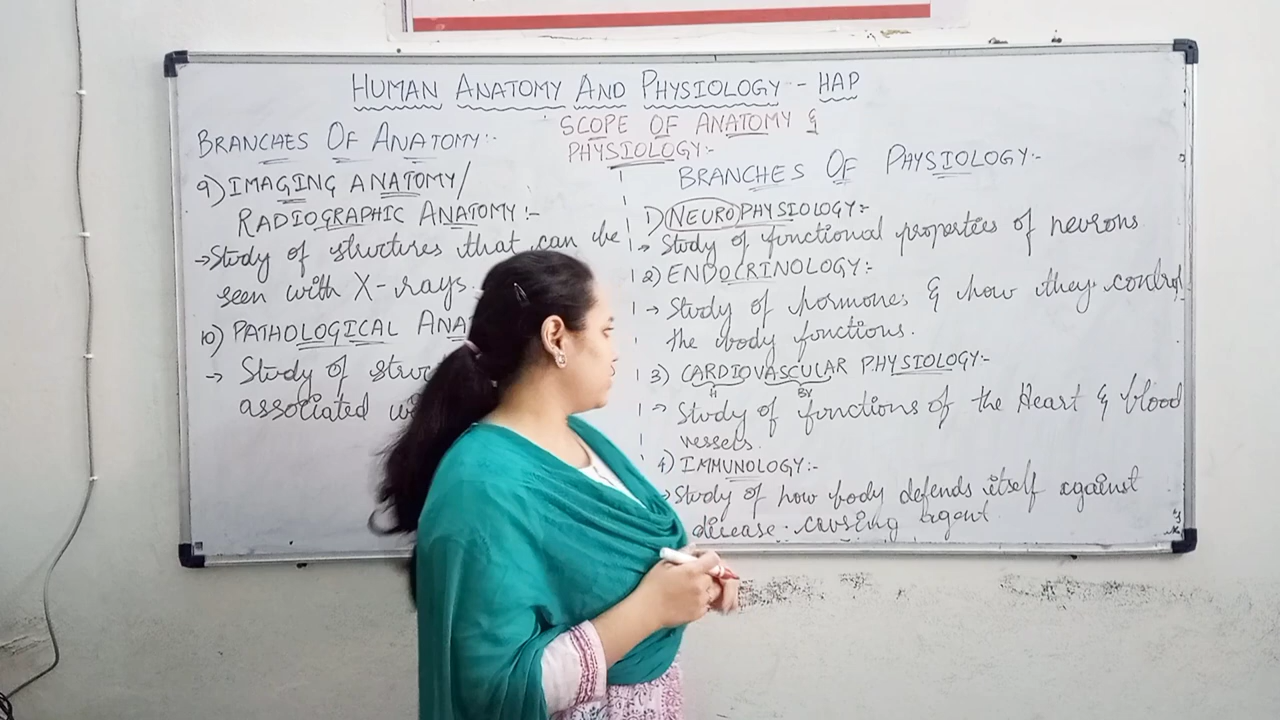 HUMAN ANATOMY AND PHYSIOLOGY - HAP
SCOPE OF ANATOMY &
PHYSIOLOGY:-
BRANCHES OF ANATOMY:-
9) IMAGING ANATOMY/
RADIOGRAPHIC ANATOMY:-
→Study of structures that can be
seen with X-rays.
10) PATHOLOGICAL ANA
→ Study of struc
associated
BRANCHES OF PHYSIOLOGY:-
1) NEUROPHYSIOLOGY:-
→ Study of functional properties of neurons
2) ENDOCRINOLOGY:-
→ Study of hormones & how they control
the body functions.
3) CARDIOVASCULAR PHYSIOLOGY:-
H BV
→ Study of functions of the Heart & blood
vessels.
4) IMMUNOLOGY:-
→Study of how body defends itself against
disease-causing agent